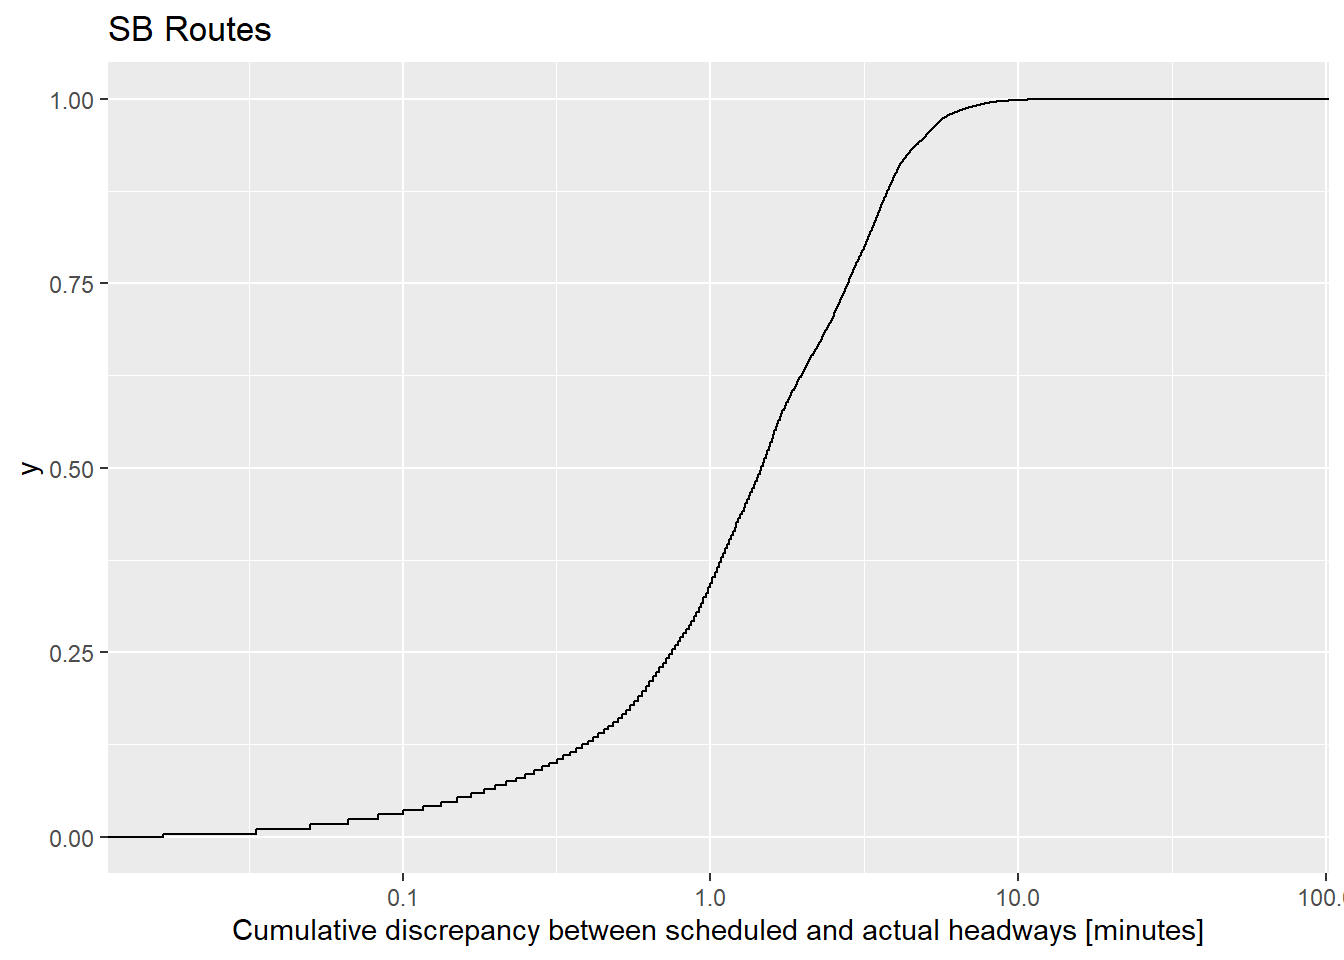 SB Routes
1.00
0.75
0.50
0.25
0.00
y
0.1 1.0 10.0 100.
Cumulative discrepancy between scheduled and actual headways [minutes]